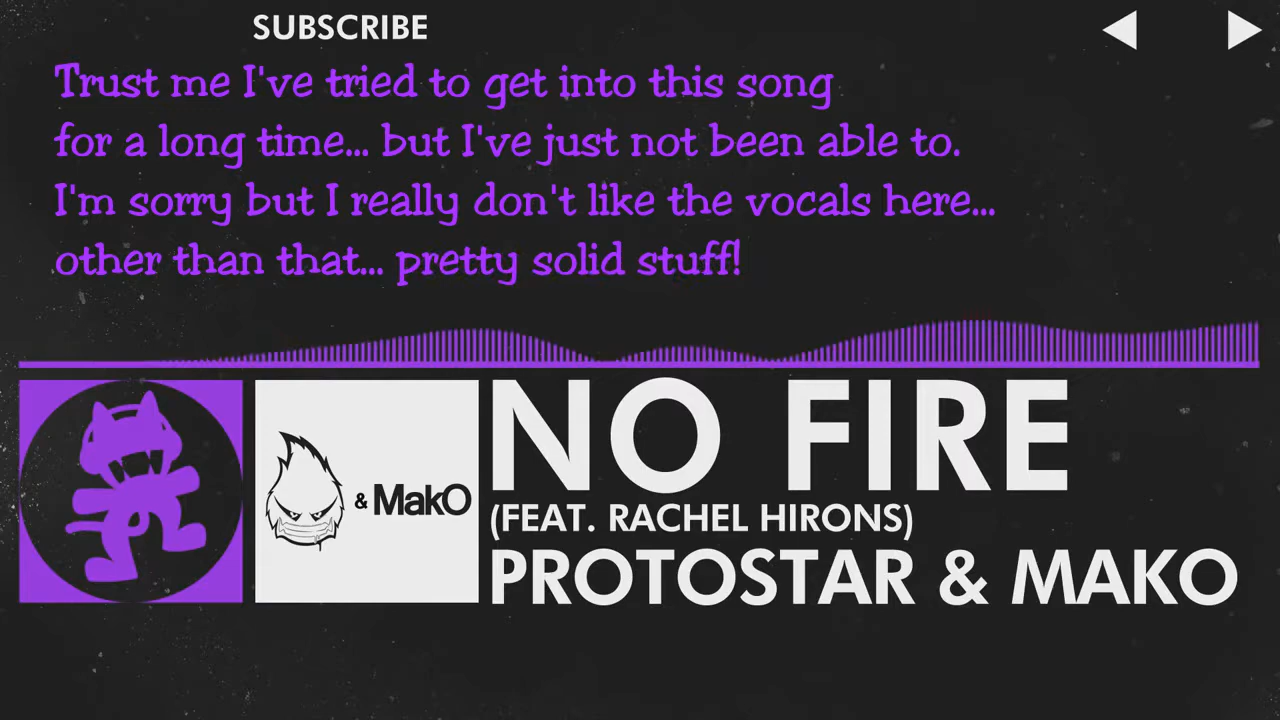 SUBSCRIBE
Trust me I've tried to get into this song
for a long time... but I've just not been able to.
I'm sorry but I really don't like the vocals here...
other than that... pretty solid stuff!
& MakO
NO FIRE
(FEAT. RACHEL HIRONS)
PROTOSTAR & MAKO